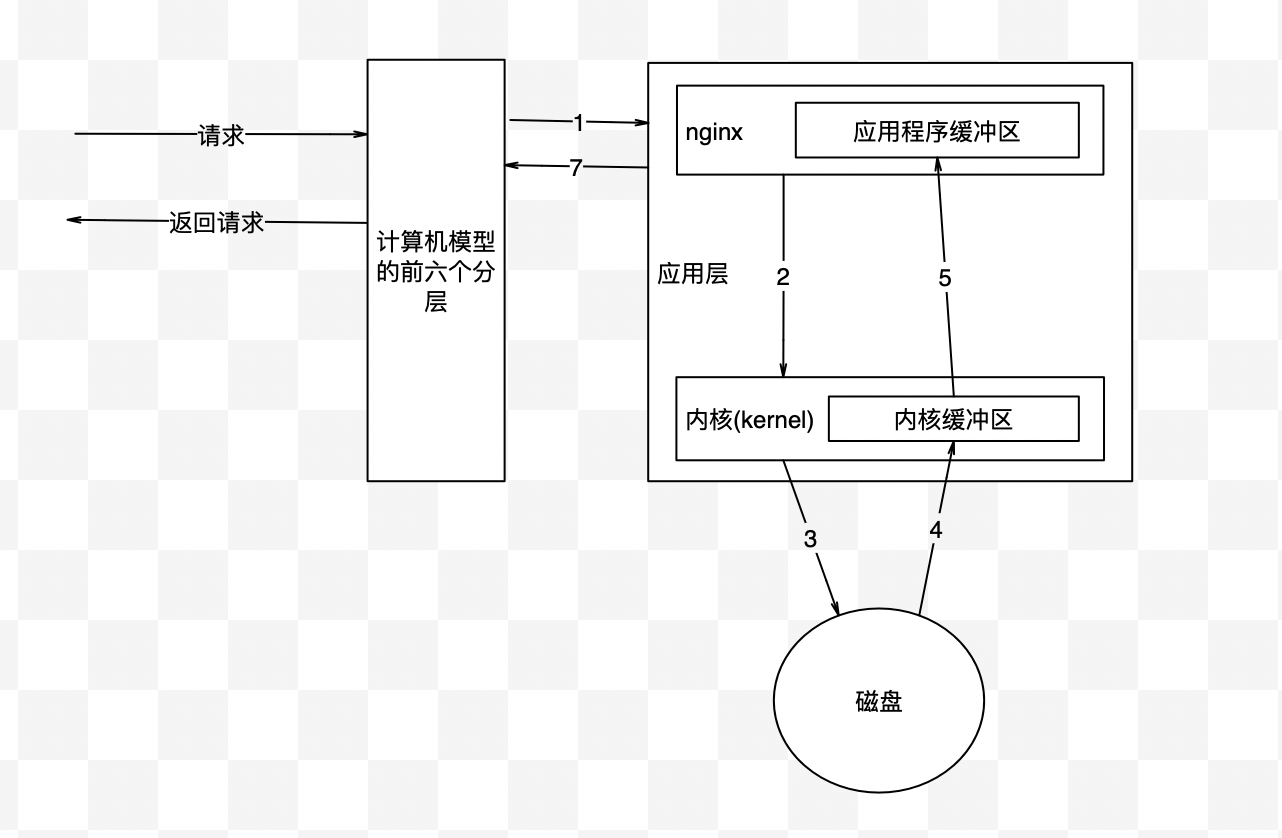 请求
返回请求
计算机模型
的前六个分
层
1
7
nginx
应用程序缓冲区
应用层
2
5
内核(kernel)
内核缓冲区
3
4
磁盘